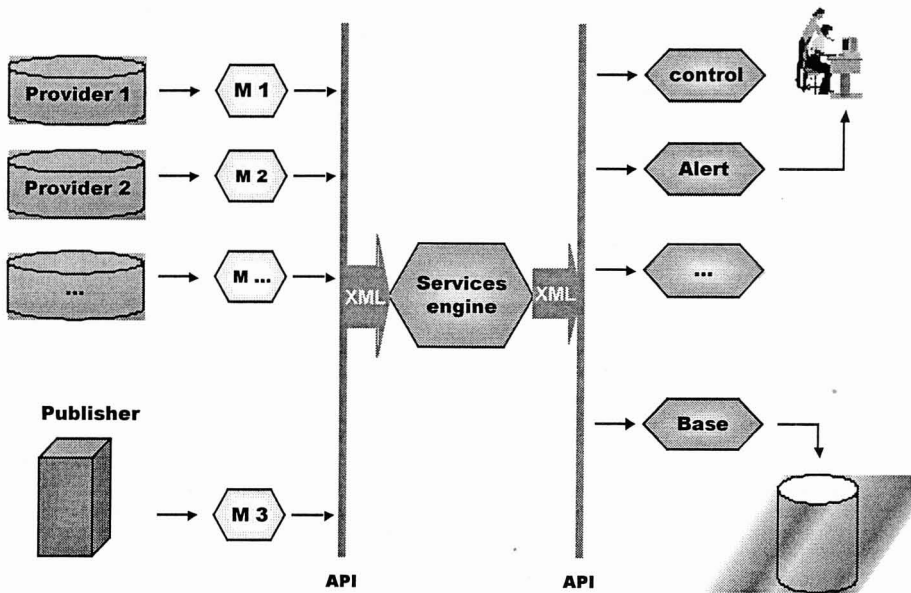 Provider 1
M 1
control
Provider 2
M 2
Alert
...
M ...
...
XML
Services
engine
XML
Publisher
Base
M 3
API
API